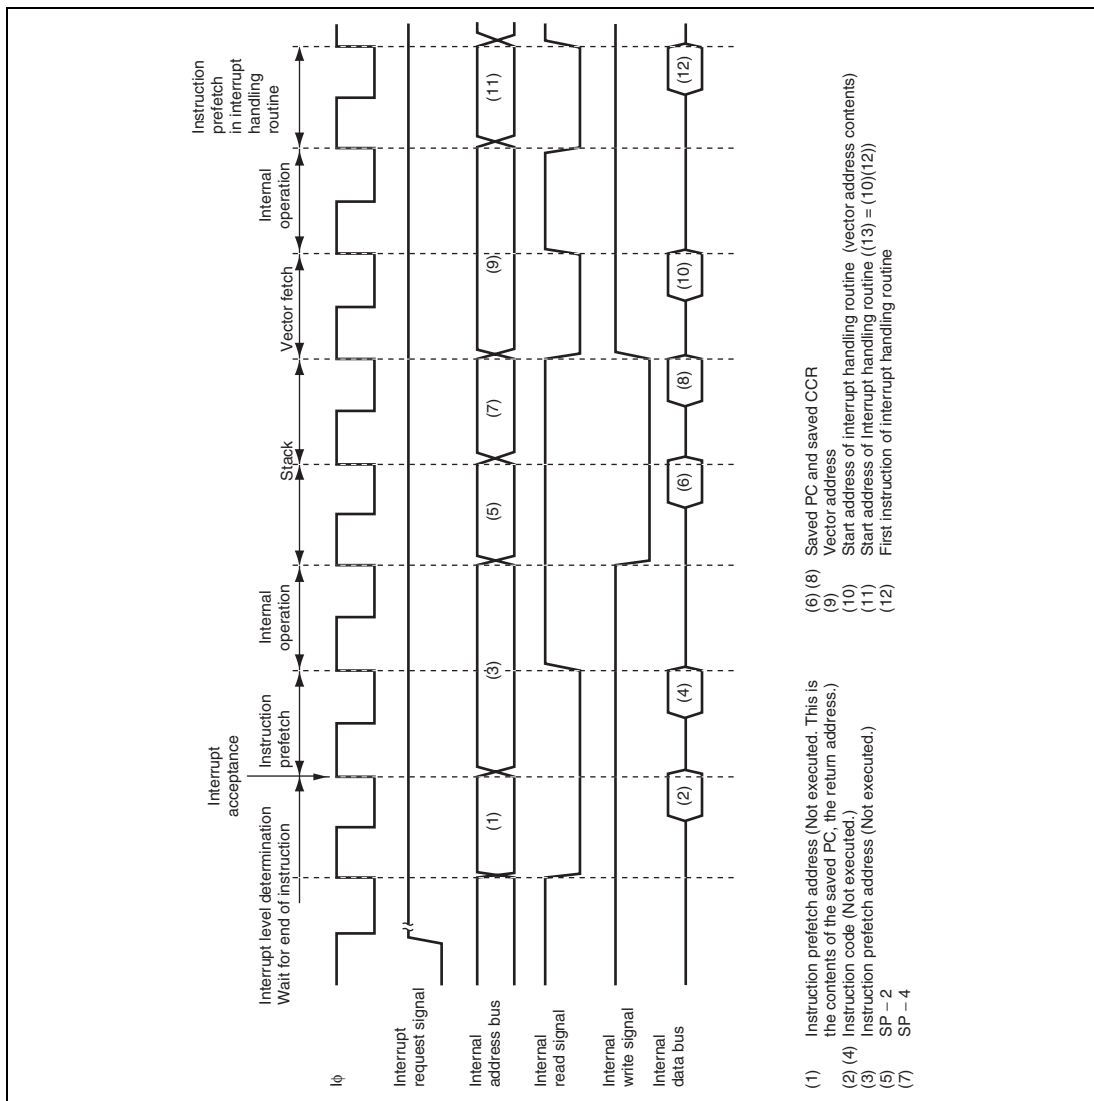 Interrupt
acceptance
Interrupt level determination
Wait for end of instruction
Instruction
prefetch
Internal
operation
Stack
Vector fetch
Internal
operation
Instruction
prefetch
in interrupt
handling
routine
Iϕ
Interrupt
request signal
Internal
address bus
(1)
(3)
(5)
(7)
(9)
(11)
Internal
read signal
Internal
write signal
Internal
data bus
(2)
(4)
(6)
(8)
(10)
(12)
(1) Instruction prefetch address (Not executed. This is
the contents of the saved PC, the return address.)
(2) (4) Instruction code (Not executed.)
(3) Instruction prefetch address (Not executed.)
(5) SP – 2
(7) SP – 4
(6) (8) Saved PC and saved CCR
(9) Vector address
(10) Start address of interrupt handling routine (vector address contents)
(11) Start address of Interrupt handling routine ((13) = (10)(12))
(12) First instruction of interrupt handling routine